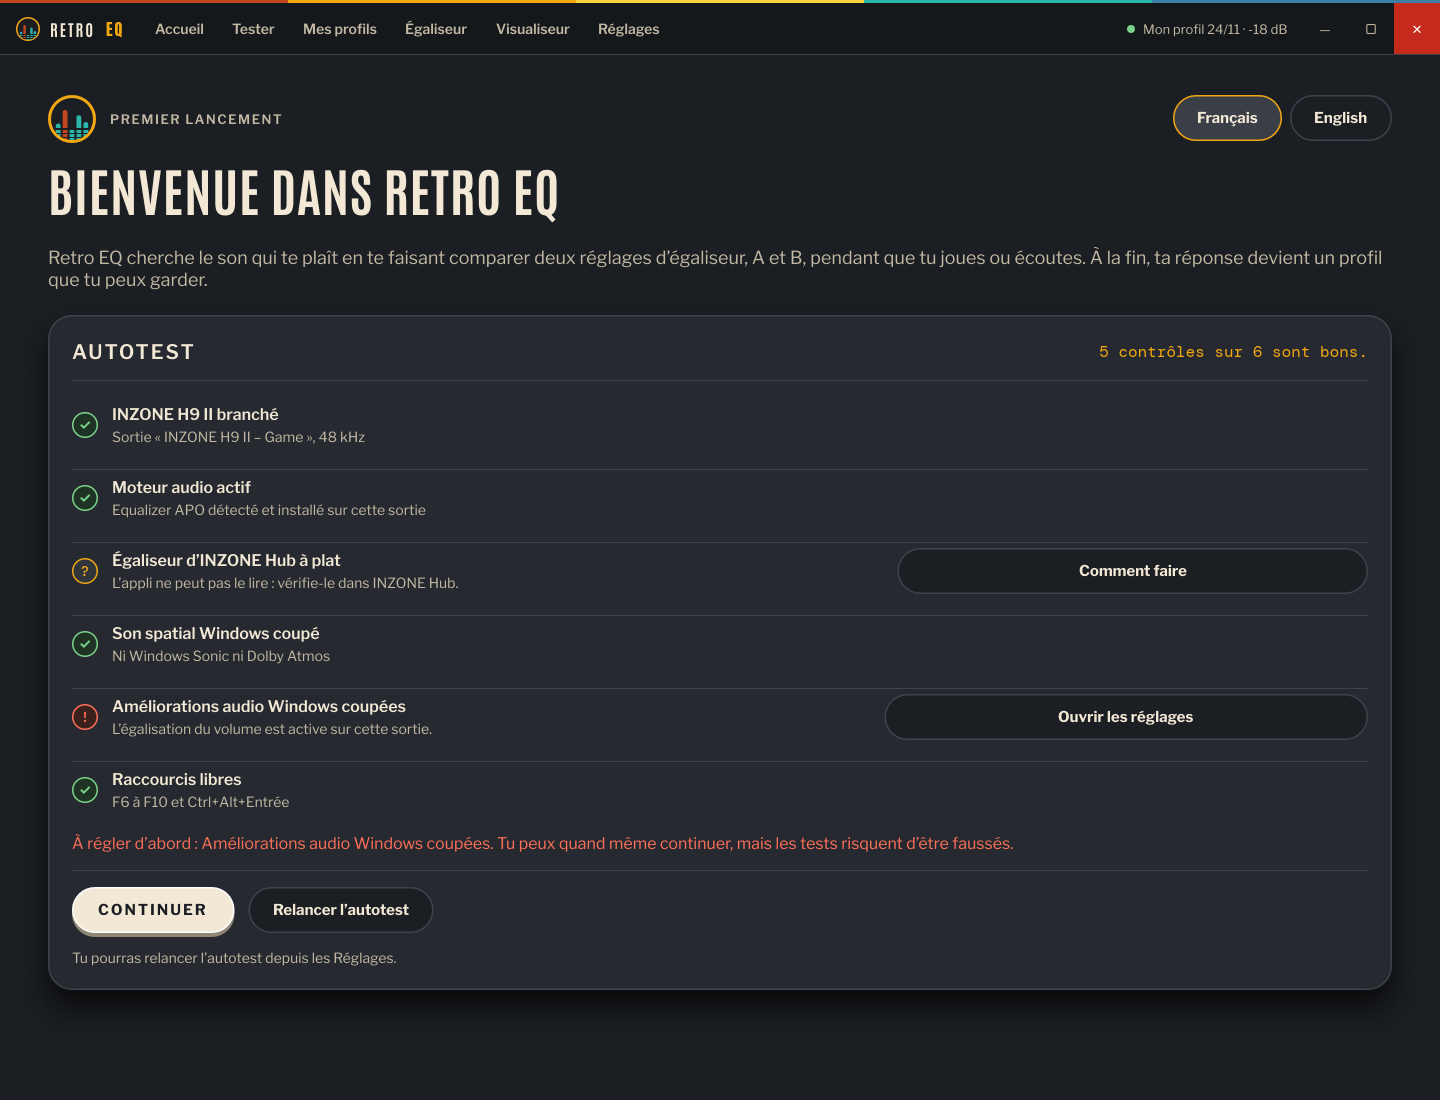 RETRO EQ Accueil Tester Mes profils Égaliseur Visualiseur Réglages Mon profil 24/11 · -18 dB
PREMIER LANCEMENT
Français English
BIENVENUE DANS RETRO EQ
Retro EQ cherche le son qui te plaît en te faisant comparer deux réglages d’égaliseur, A et B, pendant que tu joues ou écoutes. À la fin, ta réponse devient un profil
que tu peux garder.
AUTOTEST
5 contrôles sur 6 sont bons.
INZONE H9 II branché
Sortie « INZONE H9 II – Game », 48 kHz
Moteur audio actif
Equalizer APO détecté et installé sur cette sortie
?
Égaliseur d’INZONE Hub à plat
L’appli ne peut pas le lire : vérifie-le dans INZONE Hub.
Comment faire
Son spatial Windows coupé
Ni Windows Sonic ni Dolby Atmos
!
Améliorations audio Windows coupées
L’égalisation du volume est active sur cette sortie.
Ouvrir les réglages
Raccourcis libres
F6 à F10 et Ctrl+Alt+Entrée
À régler d’abord : Améliorations audio Windows coupées. Tu peux quand même continuer, mais les tests risquent d’être faussés.
CONTINUER
Relancer l’autotest
Tu pourras relancer l’autotest depuis les Réglages.